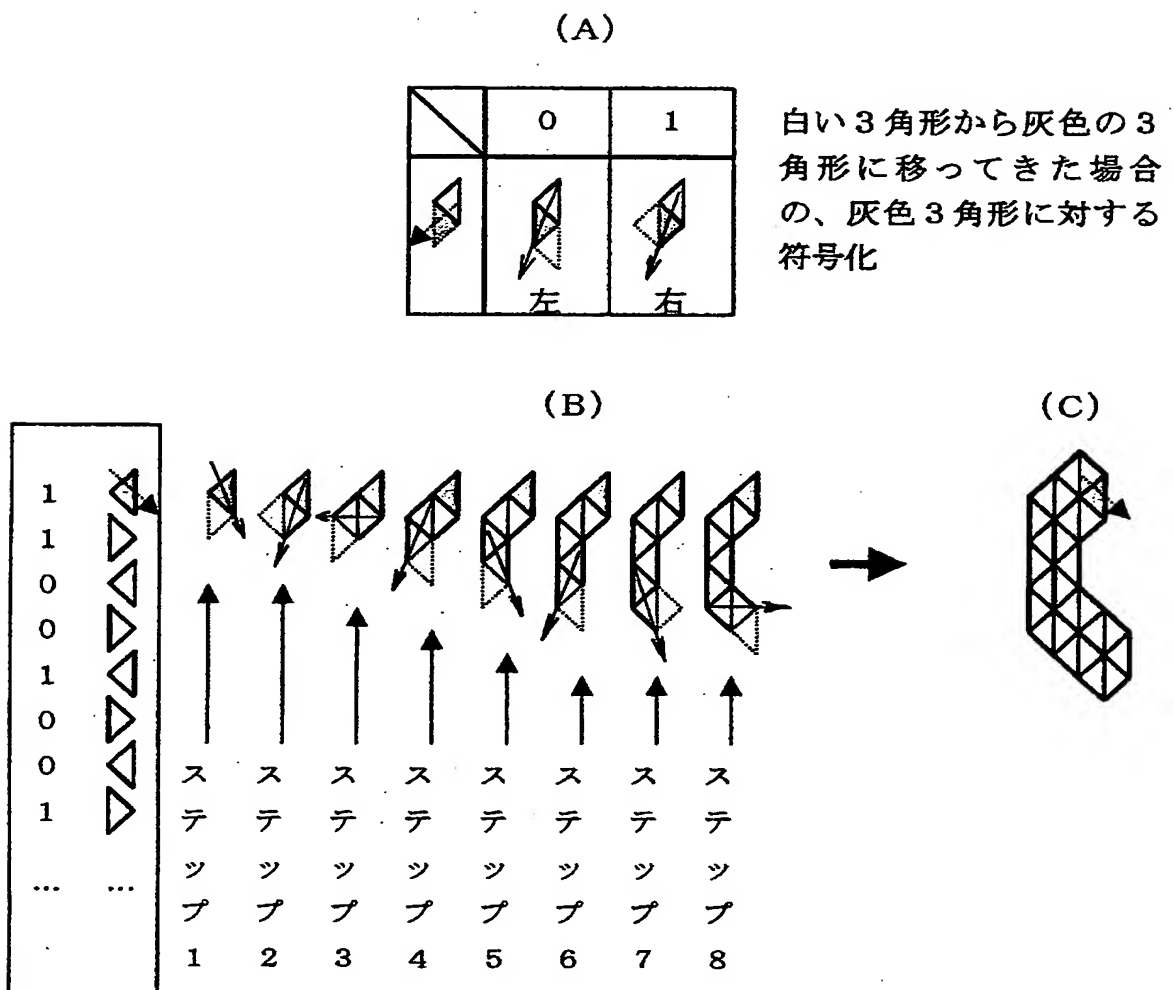 (A)
0 1
左 右
白い3角形から灰色の3
角形に移ってきた場合
の、灰色3角形に対する
符号化
(B)
(C)
1
1
0
0
1
0
0
1
… …
ステップ1
ステップ2
ステップ3
ステップ4
ステップ5
ステップ6
ステップ7
ステップ8